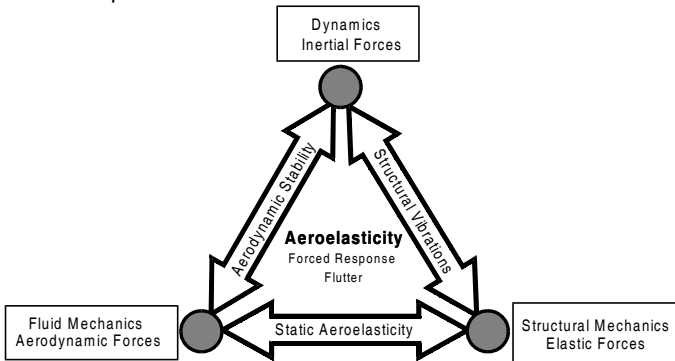 Dynamics
Inertial Forces
Aerodynamic Stability
Structural Vibrations
Aeroelasticity
Forced Response
Flutter
Fluid Mechanics
Aerodynamic Forces
Static Aeroelasticity
Structural Mechanics
Elastic Forces